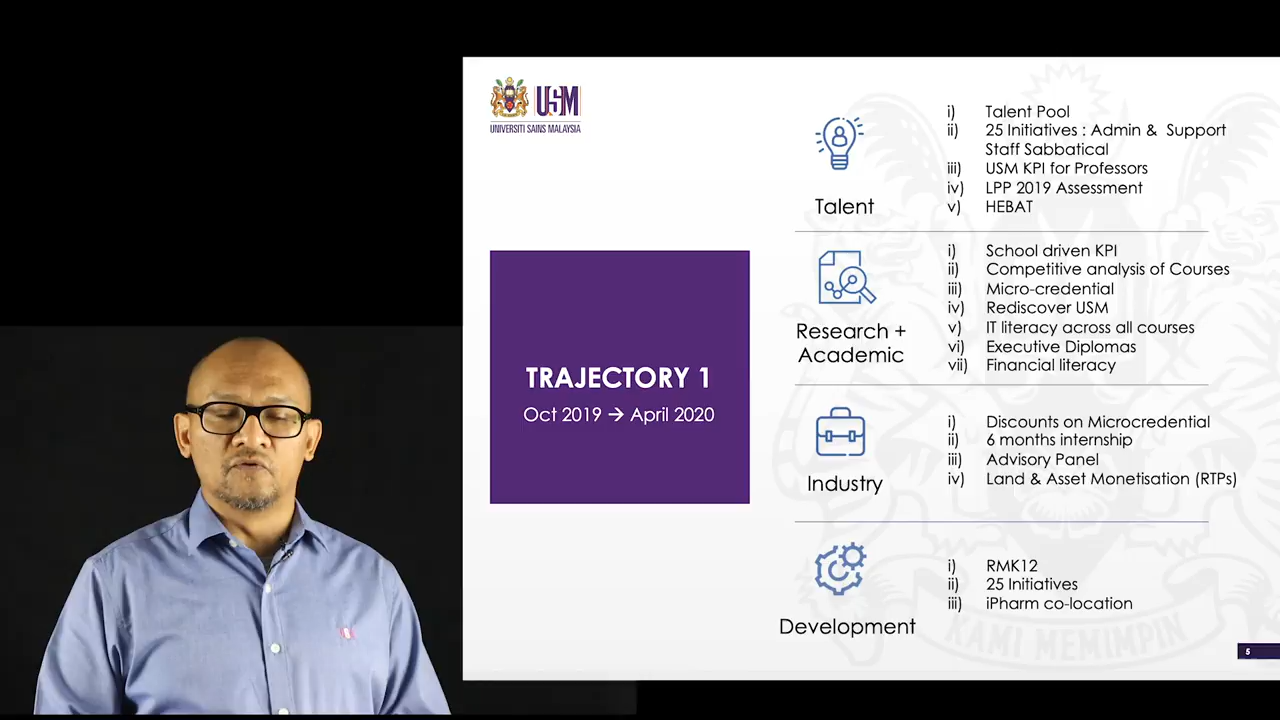 USM
UNIVERSITI SAINS MALAYSIA
TRAJECTORY 1
Oct 2019 → April 2020
Talent
i) Talent Pool
ii) 25 Initiatives : Admin & Support
Staff Sabbatical
iii) USM KPI for Professors
iv) LPP 2019 Assessment
v) HEBAT
Research +
Academic
i) School driven KPI
ii) Competitive analysis of Courses
iii) Micro-credential
iv) Rediscover USM
v) IT literacy across all courses
vi) Executive Diplomas
vii) Financial literacy
Industry
i) Discounts on Microcredential
ii) 6 months internship
iii) Advisory Panel
iv) Land & Asset Monetisation (RTPs)
Development
i) RMK12
ii) 25 Initiatives
iii) iPharm co-location
KAMI MEMIMPIN
5